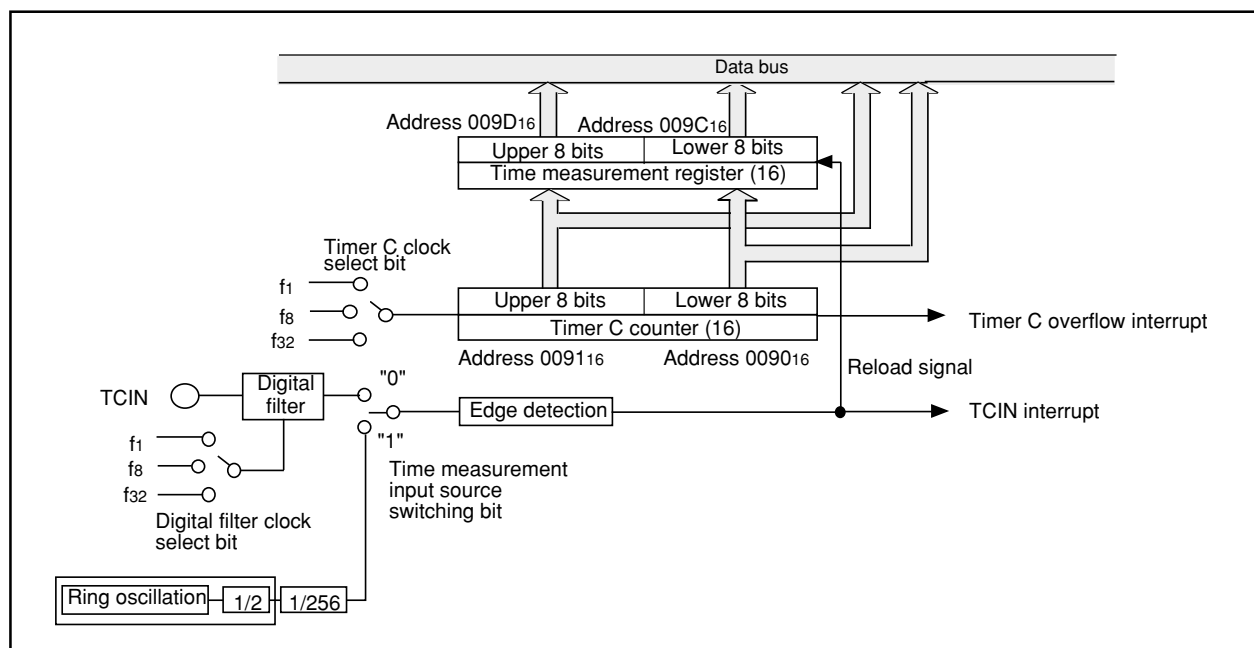 Data bus
Address 009D16
Address 009C16
Upper 8 bits
Lower 8 bits
Time measurement register (16)
Timer C clock
select bit
f1
f8
f32
Upper 8 bits
Lower 8 bits
Timer C counter (16)
Address 009116
Address 009016
Timer C overflow interrupt
Reload signal
TCIN
Digital
filter
"0"
"1"
Edge detection
TCIN interrupt
f1
f8
f32
Digital filter clock
select bit
Time measurement
input source
switching bit
Ring oscillation
1/2
1/256